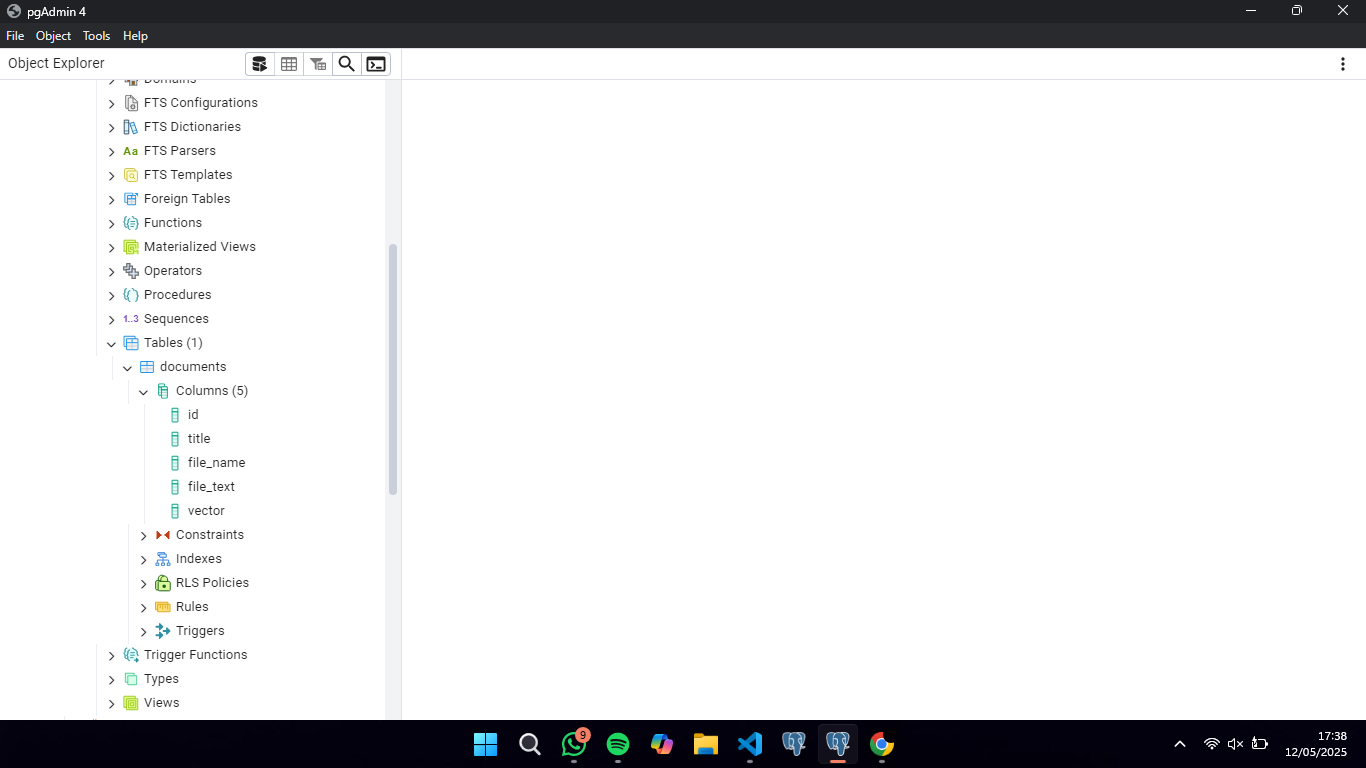 pgAdmin 4
File Object Tools Help
Object Explorer
Domains
FTS Configurations
FTS Dictionaries
Aa FTS Parsers
FTS Templates
Foreign Tables
Functions
Materialized Views
Operators
Procedures
1..3 Sequences
Tables (1)
documents
Columns (5)
id
title
file_name
file_text
vector
Constraints
Indexes
RLS Policies
Rules
Triggers
Trigger Functions
Types
Views
9
17:38
12/05/2025